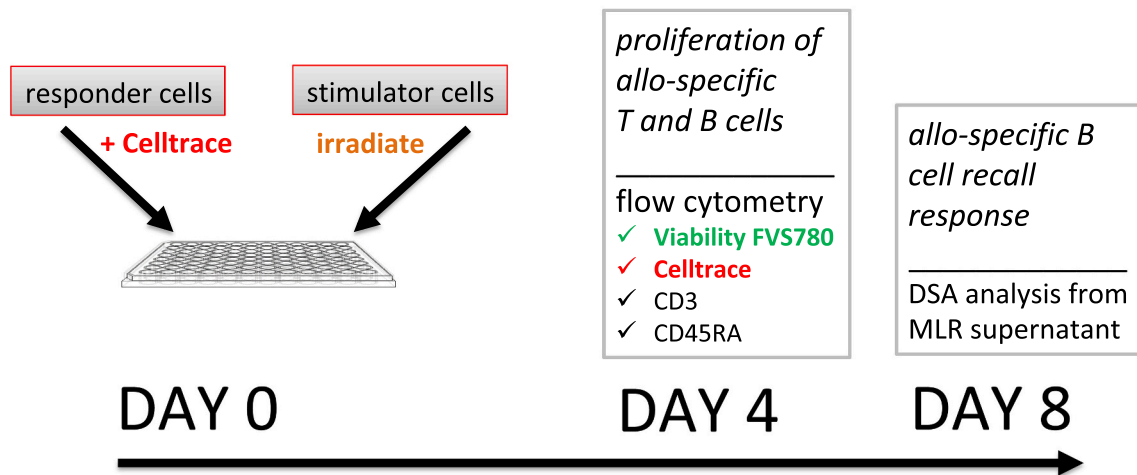 responder cells
stimulator cells
+ Celltrace
irradiate
proliferation of
allo-specific
T and B cells
flow cytometry
✓ Viability FVS780
✓ Celltrace
✓ CD3
✓ CD45RA
allo-specific B
cell recall
response
DSA analysis from
MLR supernatant
DAY 0
DAY 4
DAY 8